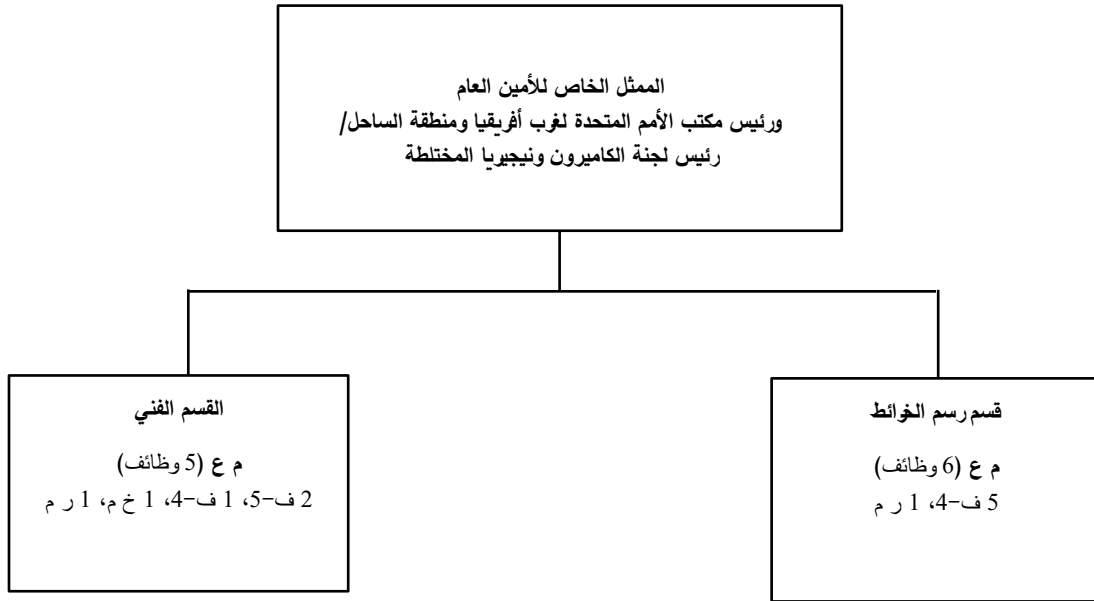 الممثل الخاص للأمين العام
ورئيس مكتب الأمم المتحدة لغرب أفريقيا ومنطقة الساحل/
رئيس لجنة الكاميرون ونيجيريا المختلطة
قسم رسم الخرائط
م ع (6 وظائف)
5 ف-4، 1 ر م
القسم الفني
م ع (5 وظائف)
2 ف-5، 1 ف-4، 1 خ م، 1 ر م